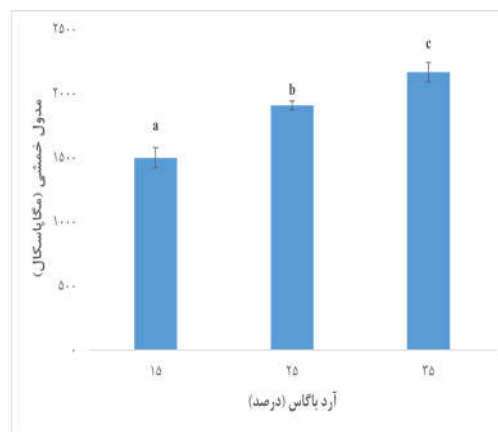 ۲۵۰۰
۲۰۰۰
۱۵۰۰
۱۰۰۰
۵۰۰
۰
مدول خمشی (مگاپاسکال)
a
b
c
۱۵
۲۵
۳۵
آرد باگاس (درصد)